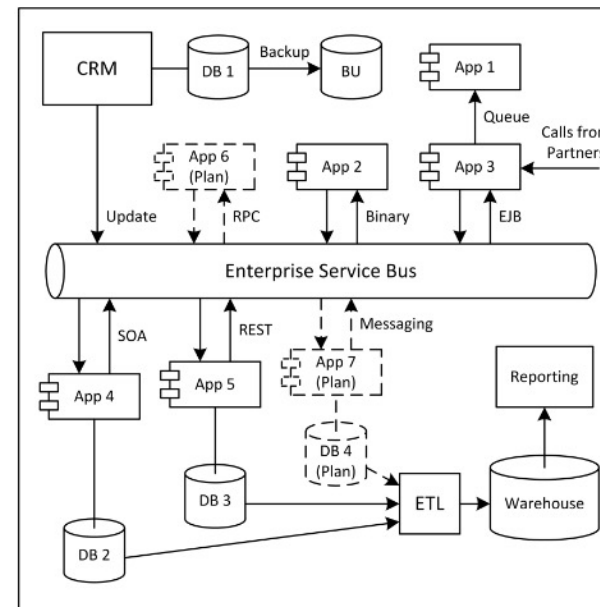 CRM
DB 1
Backup
BU
App 1
Queue
Calls from
Partners
App 6
(Plan)
App 2
App 3
Update
RPC
Binary
EJB
Enterprise Service Bus
SOA
REST
Messaging
App 4
App 5
App 7
(Plan)
Reporting
DB 4
(Plan)
DB 3
ETL
Warehouse
DB 2